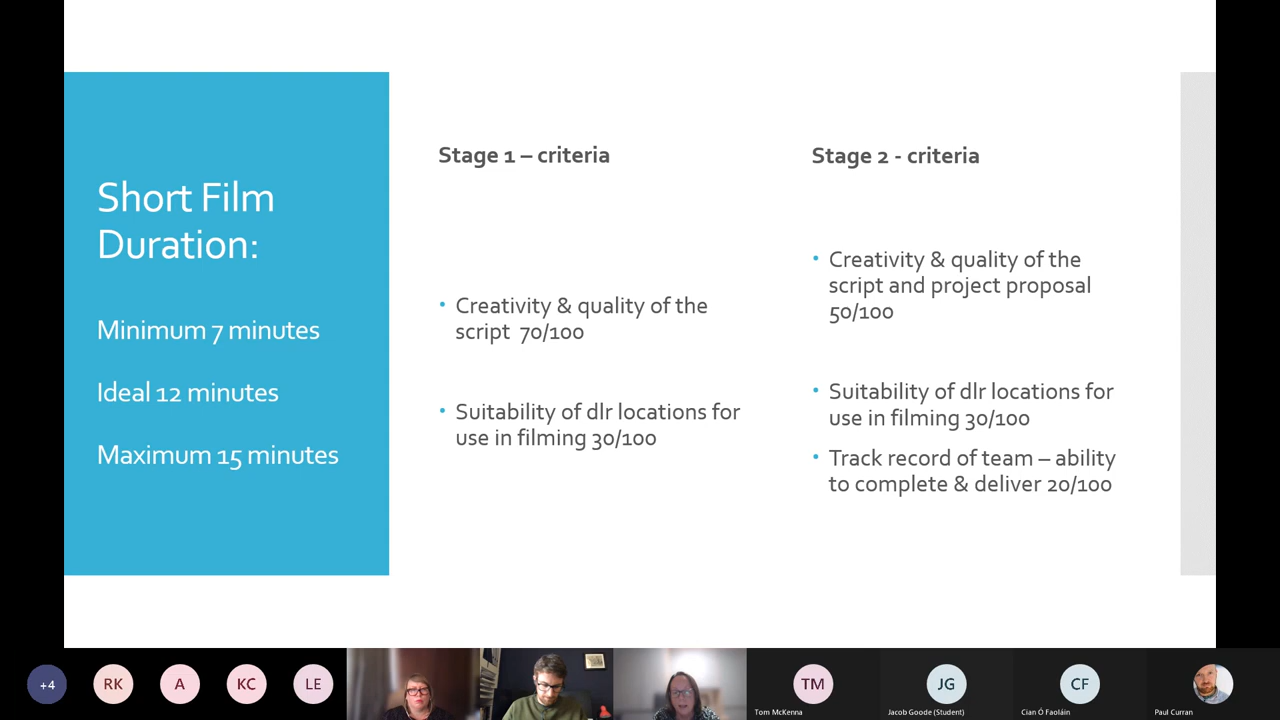 Short Film
Duration:
Minimum 7 minutes
Ideal 12 minutes
Maximum 15 minutes
Stage 1 – criteria
Creativity & quality of the
script 70/100
Suitability of dlr locations for
use in filming 30/100
Stage 2 - criteria
Creativity & quality of the
script and project proposal
50/100
Suitability of dlr locations for
use in filming 30/100
Track record of team – ability
to complete & deliver 20/100
+4
RK
A
KC
LE
TM
Tom McKenna
JG
Jacob Goode (Student)
CF
Cian Ó Faoláin
Paul Curran